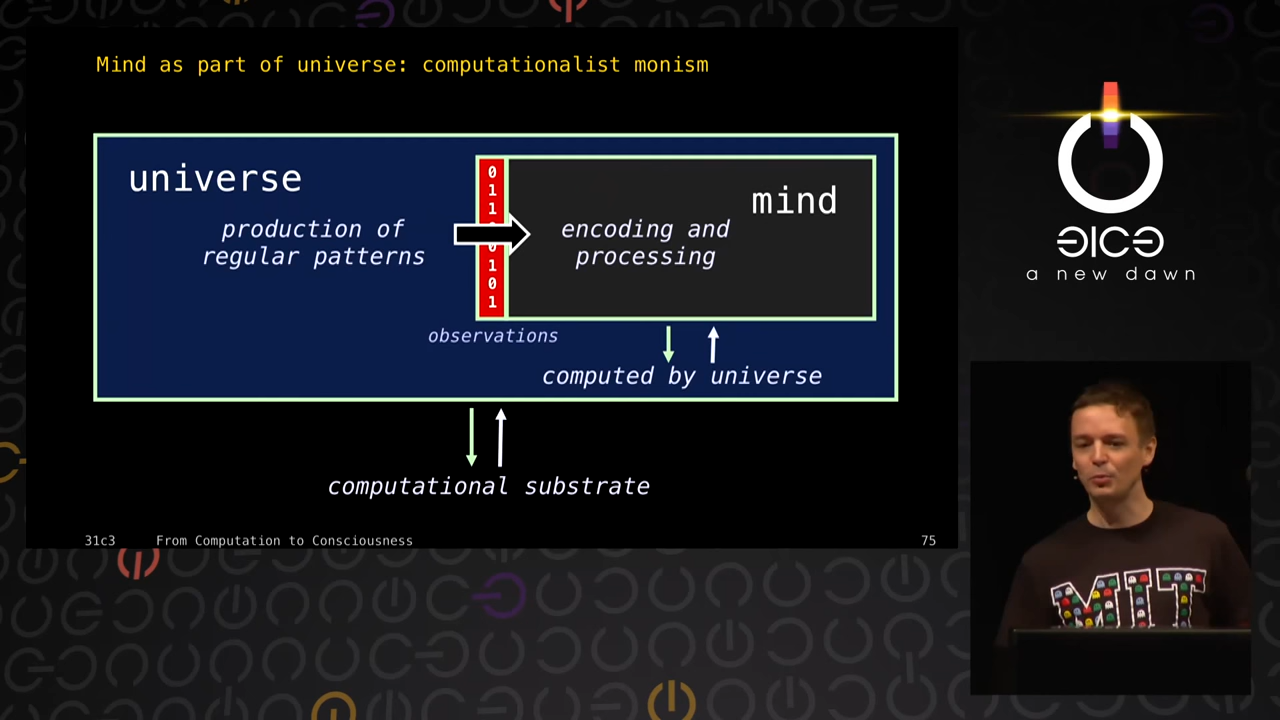 Mind as part of universe: computationalist monism
universe
production of
regular patterns
0
1
1
0
1
0
1
encoding and
processing
mind
observations
computed by universe
computational substrate
31c3
From Computation to Consciousness
75
ƎICƏ
a new dawn
MIT